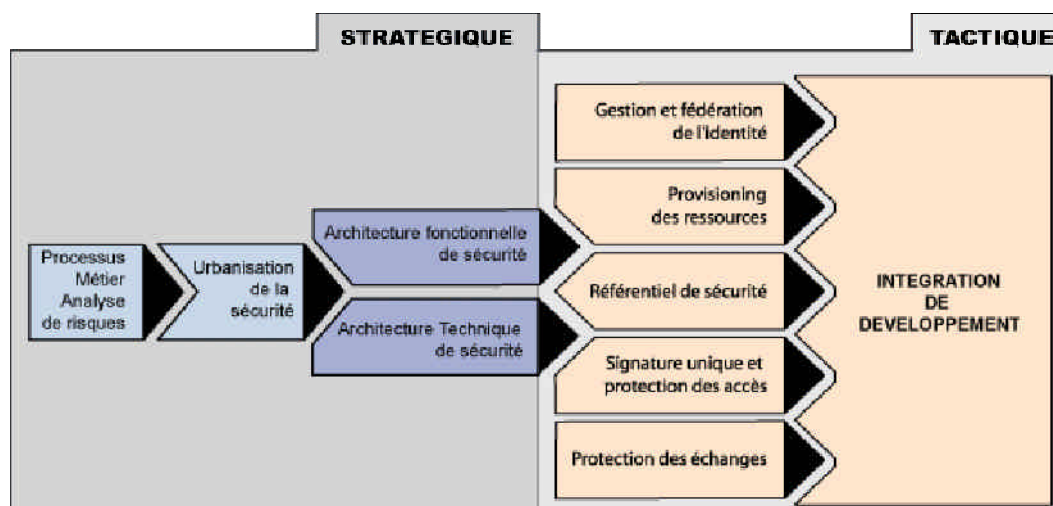 STRATEGIQUE
TACTIQUE
Processus
Métier
Analyse
de risques
Urbanisation
de la
sécurité
Architecture fonctionnelle
de sécurité
Architecture Technique
de sécurité
Gestion et fédération
de l'identité
Provisioning
des ressources
Référentiel de sécurité
Signature unique et
protection des accès
Protection des échanges
INTEGRATION
DE
DEVELOPPEMENT